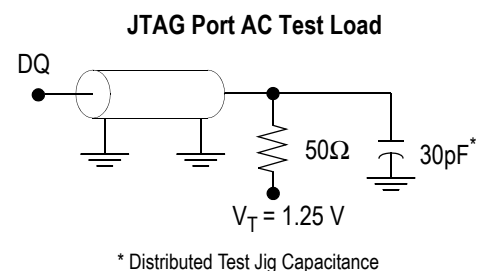 JTAG Port AC Test Load
DQ
50Ω
30pF*
VT = 1.25 V
* Distributed Test Jig Capacitance